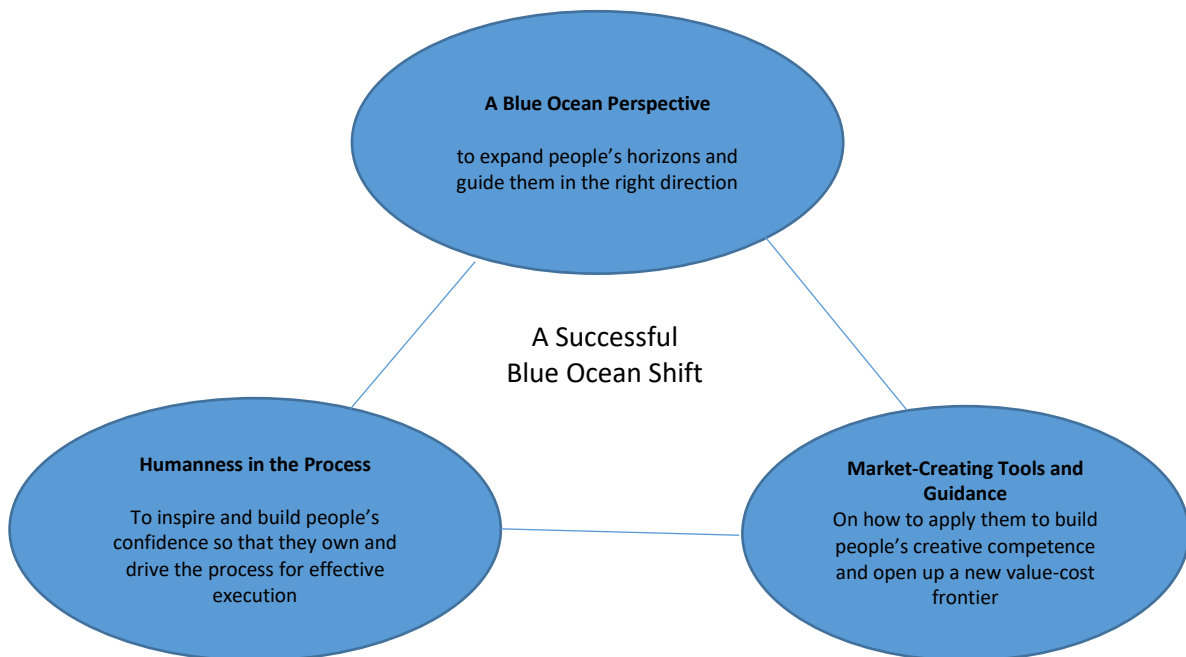 A Blue Ocean Perspective
to expand people's horizons and
guide them in the right direction
A Successful
Blue Ocean Shift
Humanness in the Process
To inspire and build people's
confidence so that they own and
drive the process for effective
execution
Market-Creating Tools and
Guidance
On how to apply them to build
people's creative competence
and open up a new value-cost
frontier